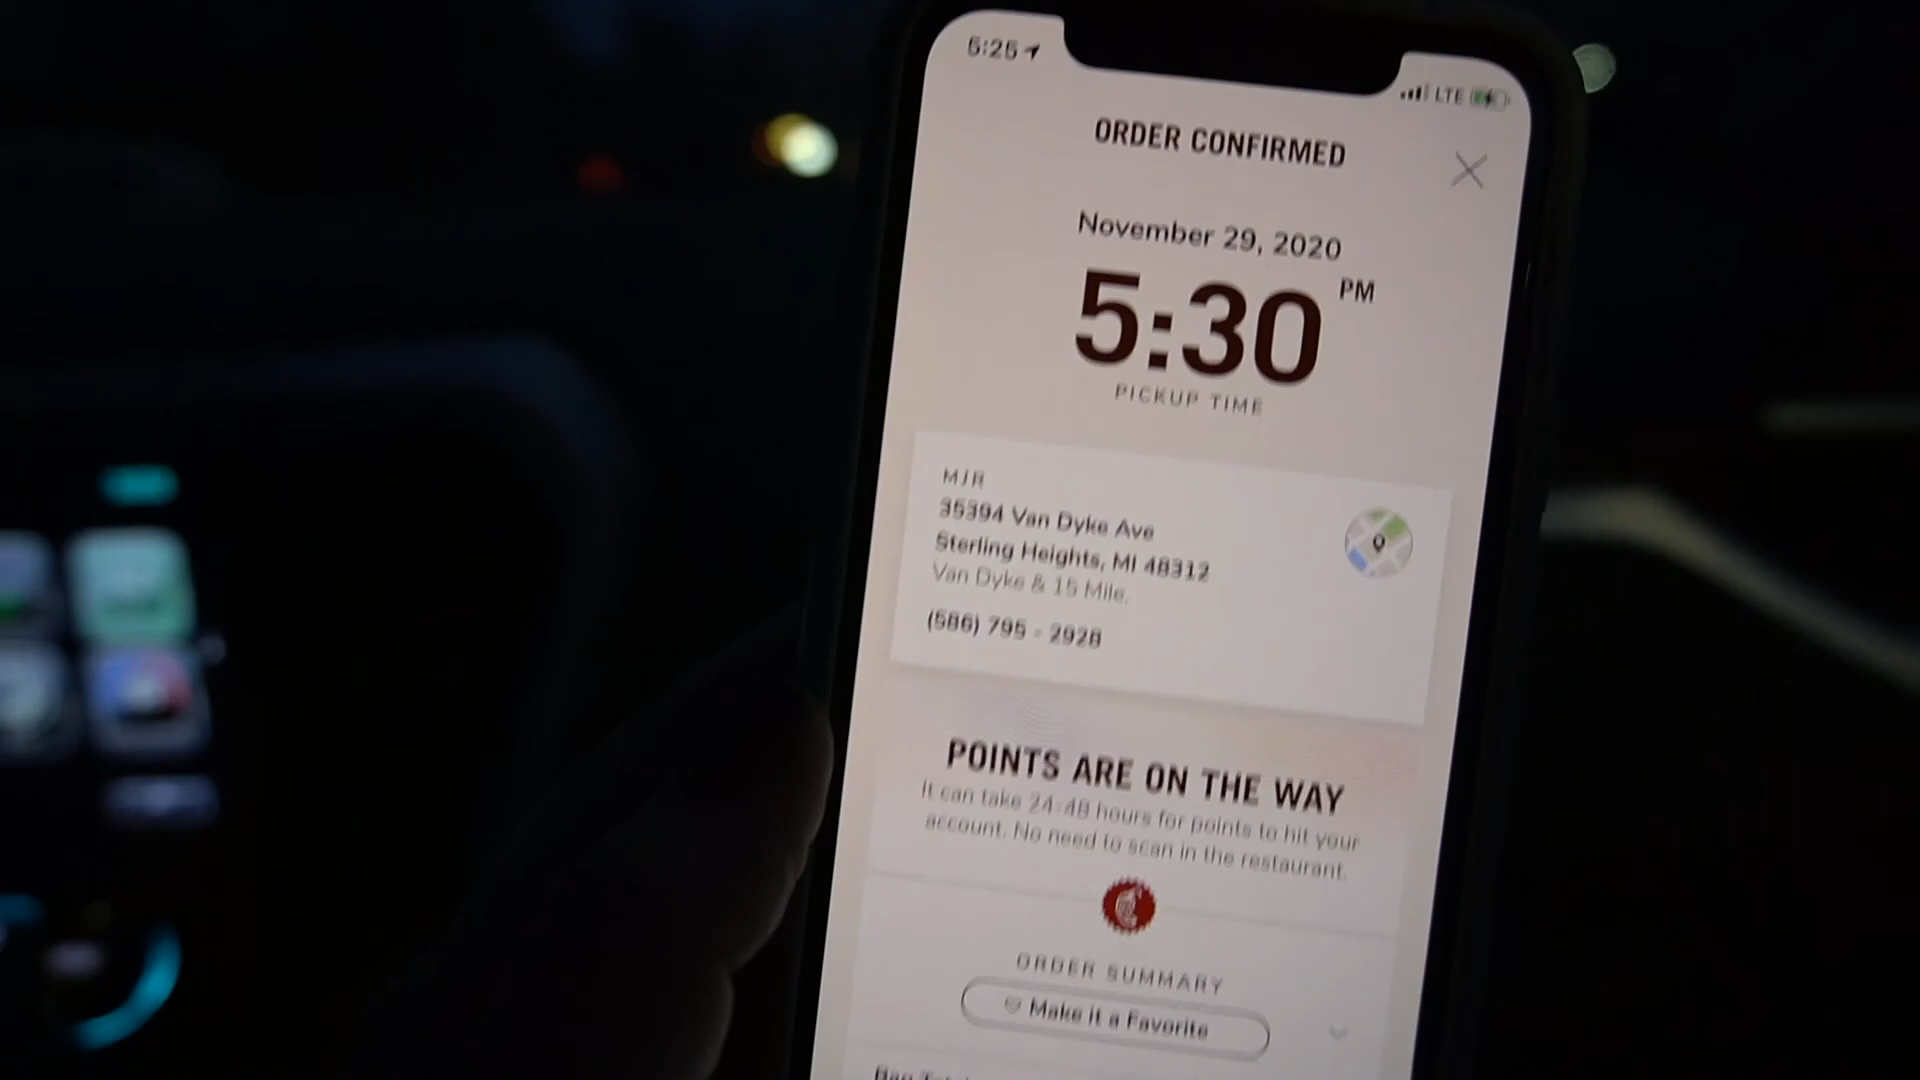 5:25
LTE
ORDER CONFIRMED
November 29, 2020
5:30 PM
PICKUP TIME
MJR
35394 Van Dyke Ave
Sterling Heights, MI 48312
Van Dyke & 15 Mile.
(586) 795 - 2928
POINTS ARE ON THE WAY
It can take 24-48 hours for points to hit your
account. No need to scan in the restaurant.
ORDER SUMMARY
Make it a Favorite
Bag